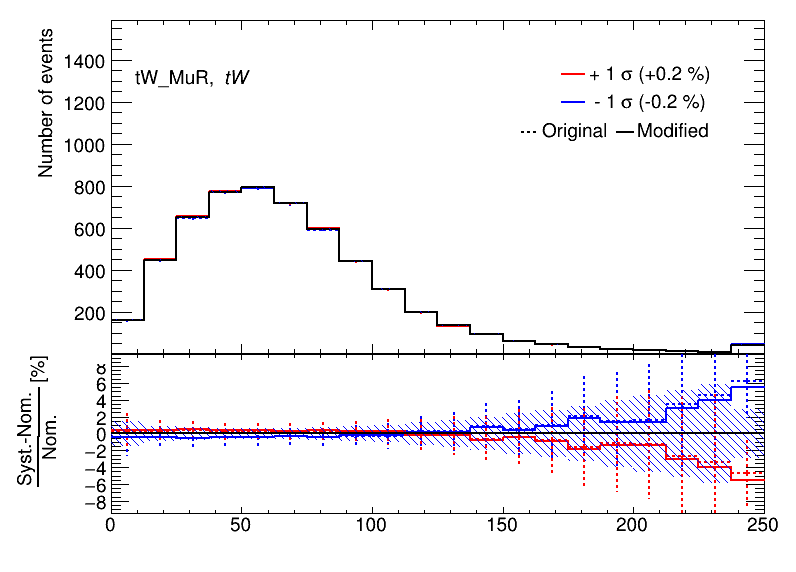 Number of events
1400
1200
1000
800
600
400
200
tW_MuR, tW
+ 1 σ (+0.2 %)
- 1 σ (-0.2 %)
Original Modified
Syst.-Nom.
Nom.
[%]
8
6
4
2
0
−2
−4
−6
−8
0 50 100 150 200 250